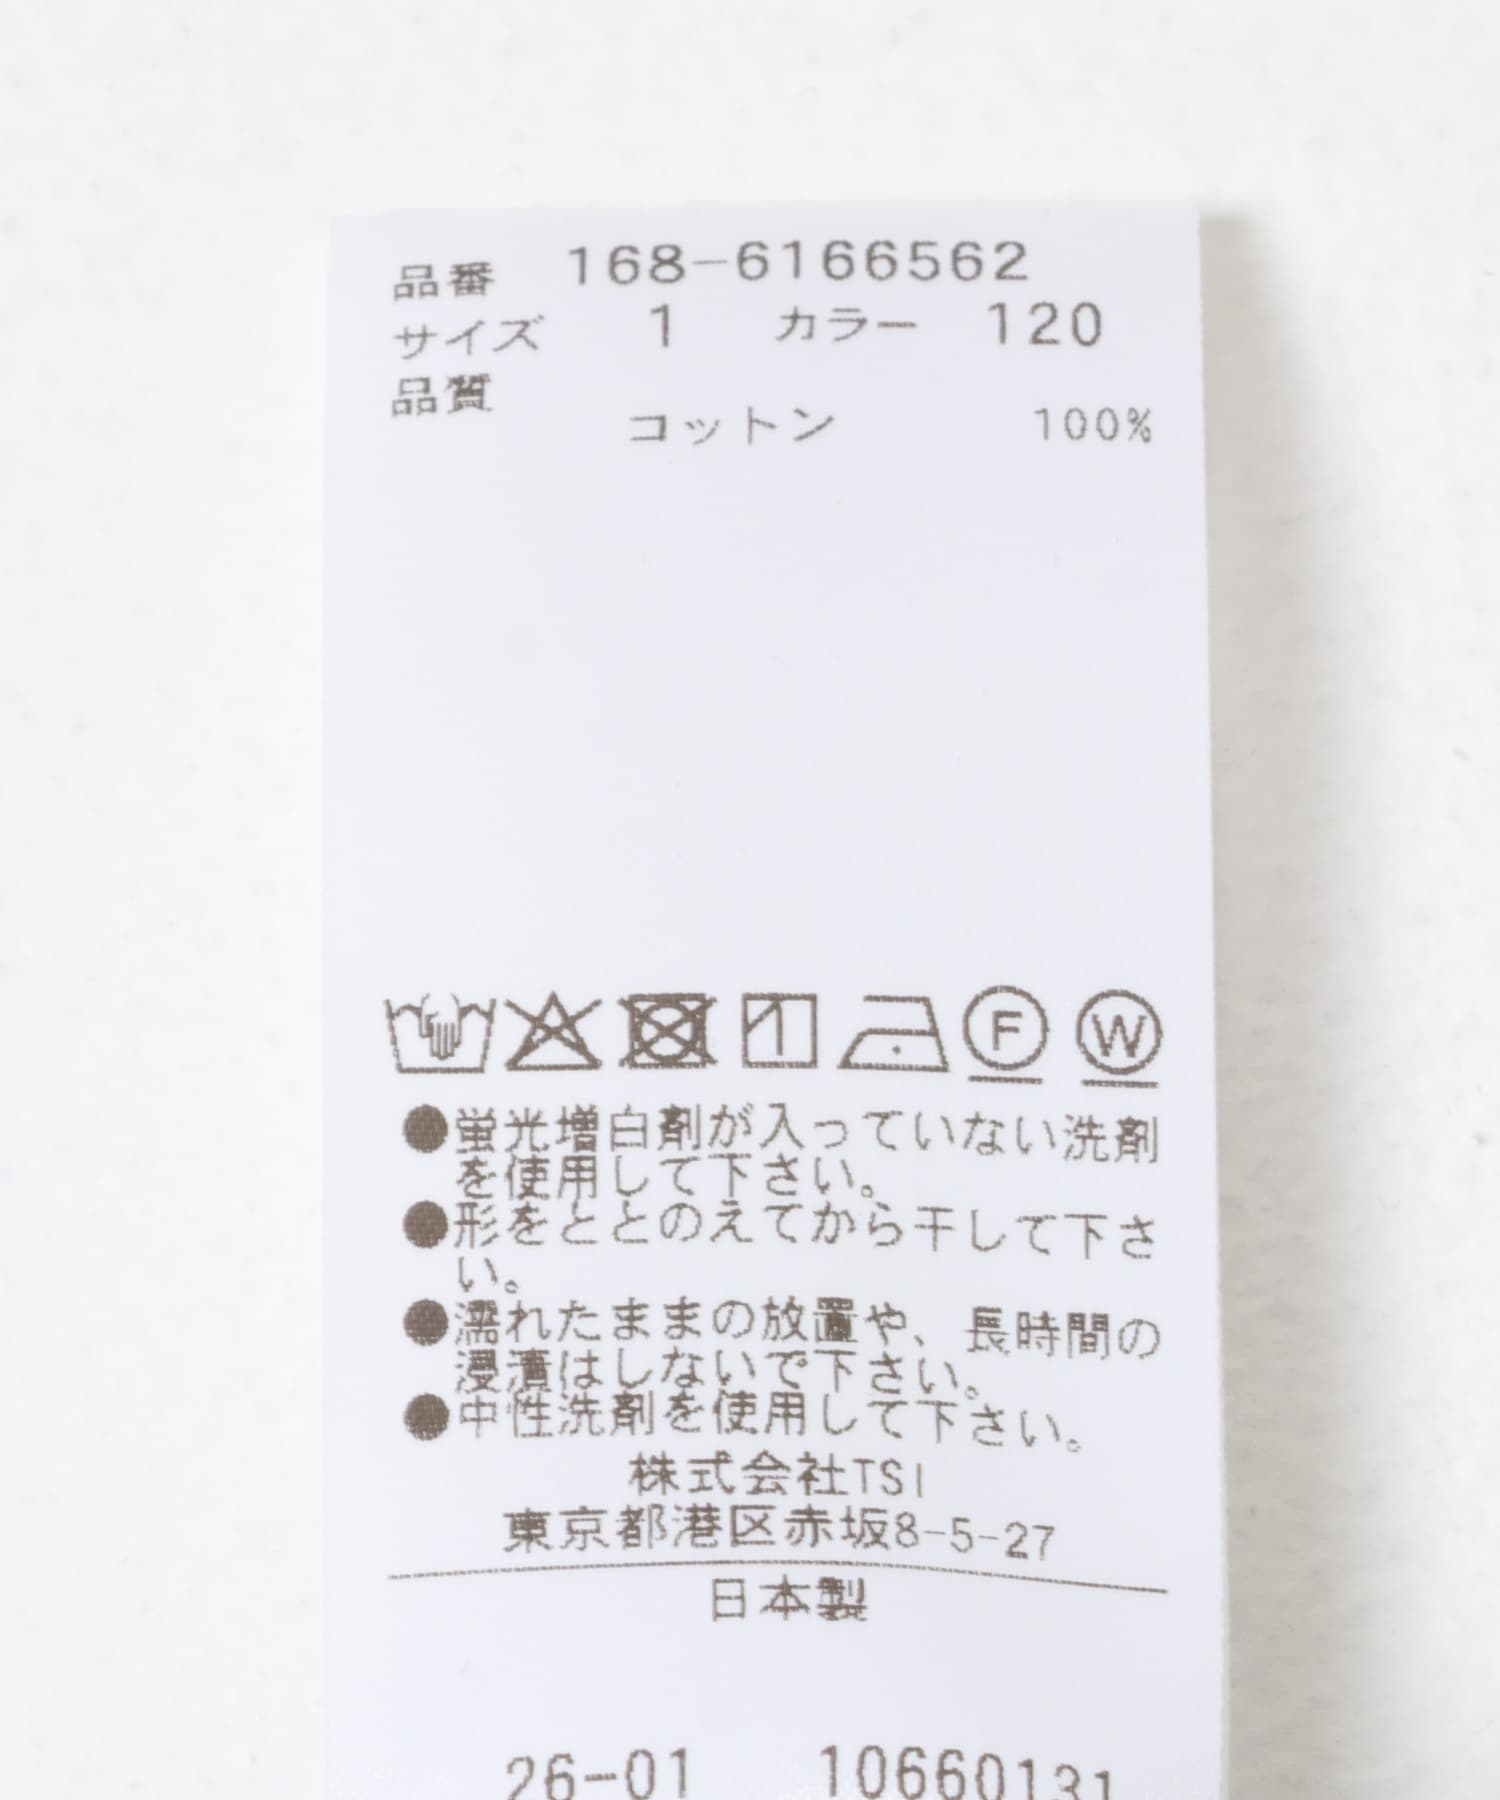 品番 168-6166562
サイズ 1 カラー 120
品質
コットン 100%
F W
●蛍光増白剤が入っていない洗剤
を使用して下さい。
●形をととのえてから干して下さ
い。
●濡れたままの放置や、長時間の
浸漬はしないで下さい。
●中性洗剤を使用して下さい。
株式会社TSI
東京都港区赤坂8-5-27
日本製
26-01 10660131